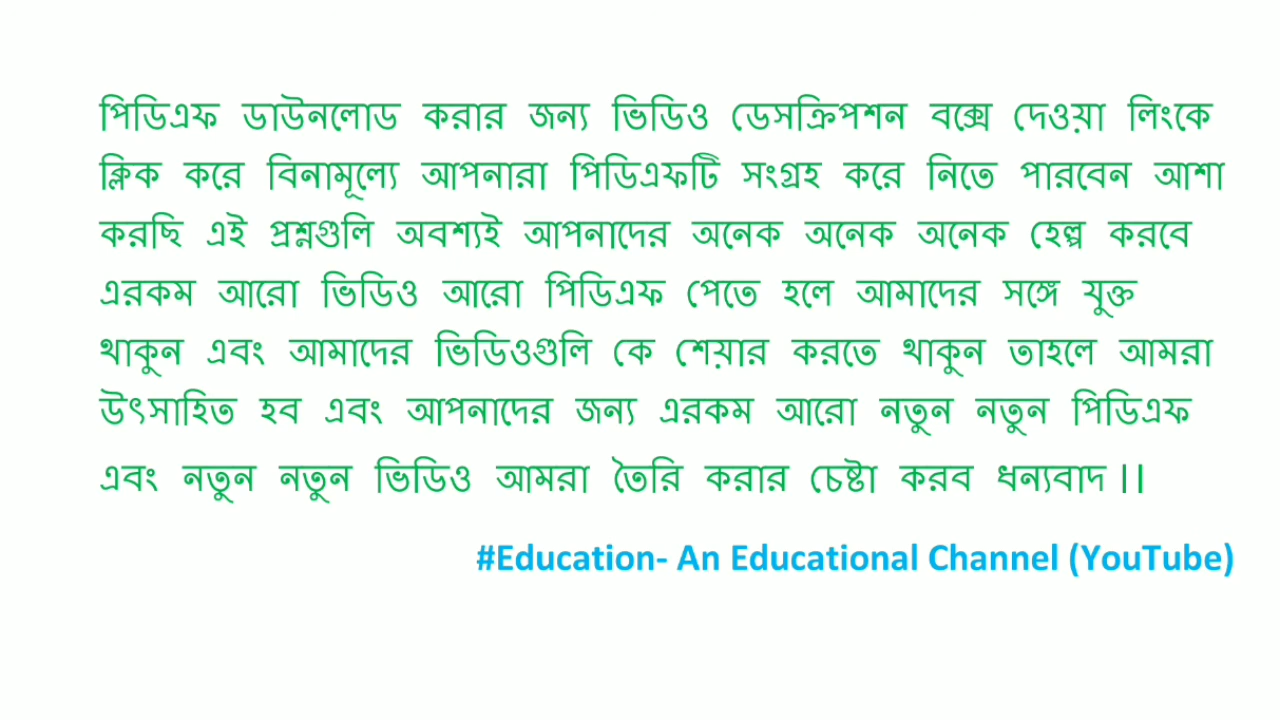 পিডিএফ ডাউনলোড করার জন্য ভিডিও ডেসক্রিপশন বক্সে দেওয়া লিংকে
ক্লিক করে বিনামূল্যে আপনারা পিডিএফটি সংগ্রহ করে নিতে পারবেন আশা
করছি এই প্রশ্নগুলি অবশ্যই আপনাদের অনেক অনেক অনেক হেল্প করবে
এরকম আরো ভিডিও আরো পিডিএফ পেতে হলে আমাদের সঙ্গে যুক্ত
থাকুন এবং আমাদের ভিডিওগুলি কে শেয়ার করতে থাকুন তাহলে আমরা
উৎসাহিত হব এবং আপনাদের জন্য এরকম আরো নতুন নতুন পিডিএফ
এবং নতুন নতুন ভিডিও আমরা তৈরি করার চেষ্টা করব ধন্যবাদ।।
#Education- An Educational Channel (YouTube)